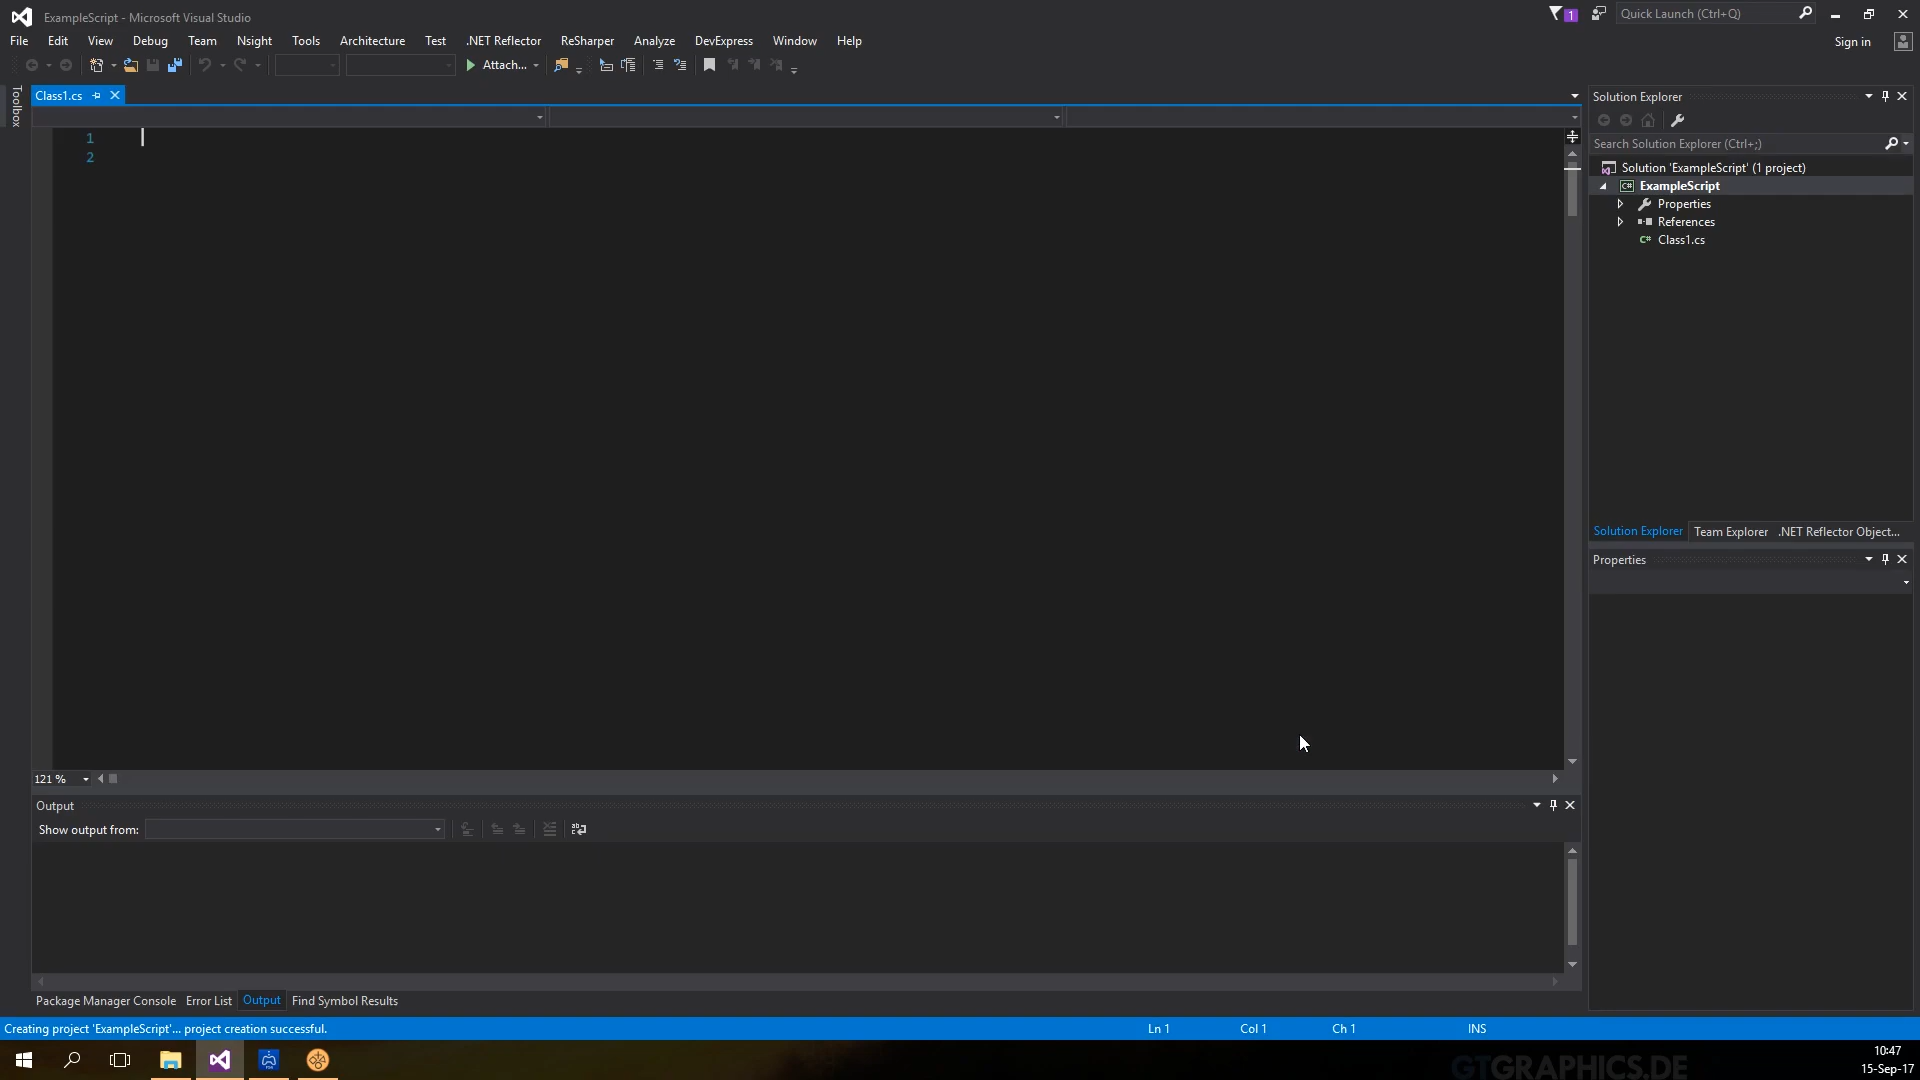 ExampleScript - Microsoft Visual Studio
1
Quick Launch (Ctrl+Q)
File Edit View Debug Team Nsight Tools Architecture Test .NET Reflector ReSharper Analyze DevExpress Window Help
Sign in
Attach...
Toolbox
Class1.cs
1
2
Solution Explorer
Search Solution Explorer (Ctrl+;)
Solution 'ExampleScript' (1 project)
C# ExampleScript
Properties
References
C# Class1.cs
Solution Explorer Team Explorer .NET Reflector Object...
Properties
121 %
Output
Show output from:
Package Manager Console Error List Output Find Symbol Results
Creating project 'ExampleScript'... project creation successful.
Ln 1 Col 1 Ch 1 INS
GTGRAPHICS.DE
10:47
15-Sep-17